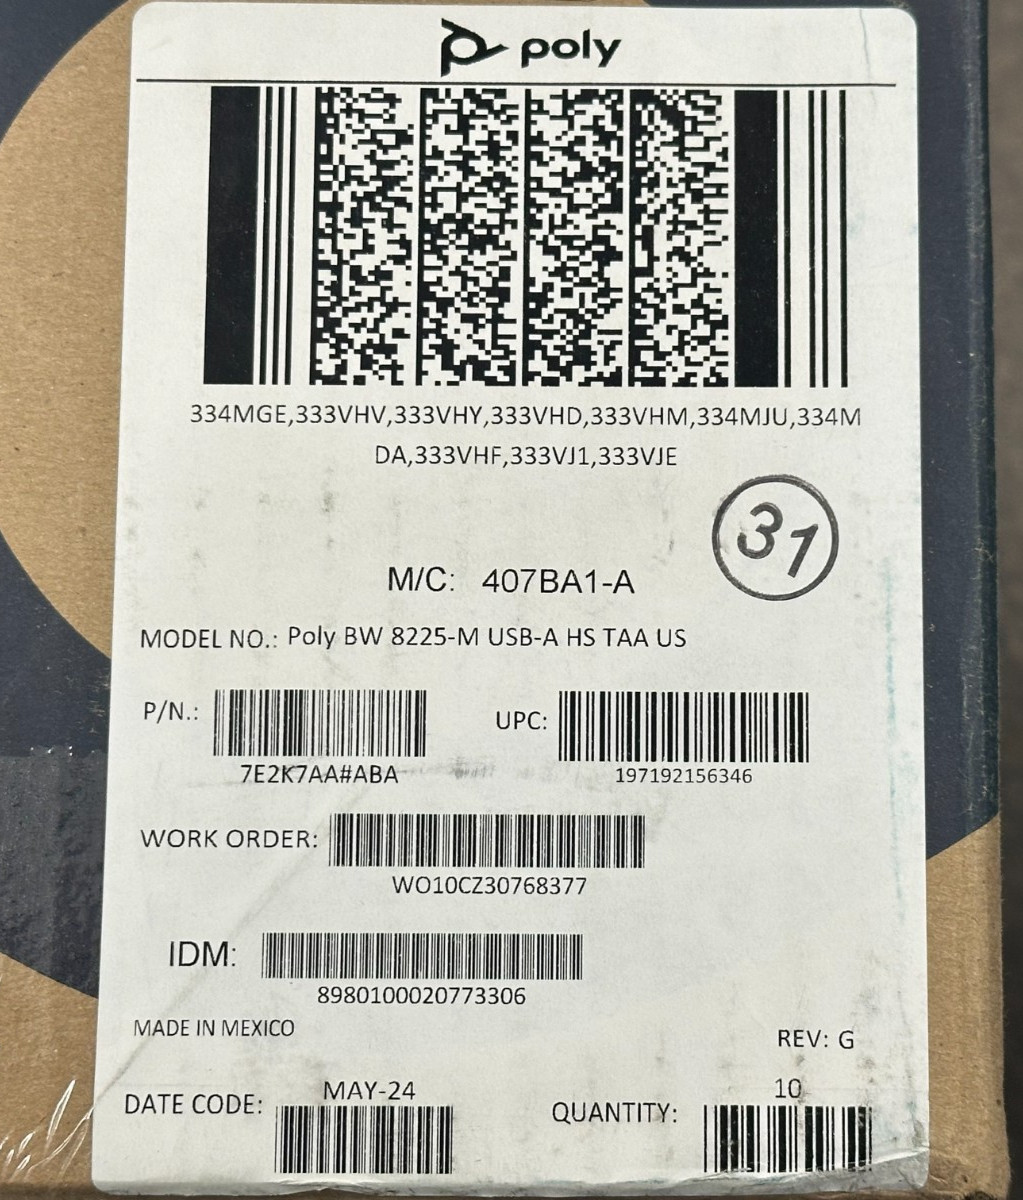 poly
334MGE,333VHV,333VHY,333VHD,333VHM,334MJU,334M
DA,333VHF,333VJ1,333VJE
31
M/C: 407BA1-A
MODEL NO.: Poly BW 8225-M USB-A HS TAA US
P/N.: UPC:
7E2K7AA#ABA 197192156346
WORK ORDER:
WO10CZ30768377
IDM:
8980100020773306
MADE IN MEXICO
REV: G
MAY-24 10
DATE CODE: QUANTITY: